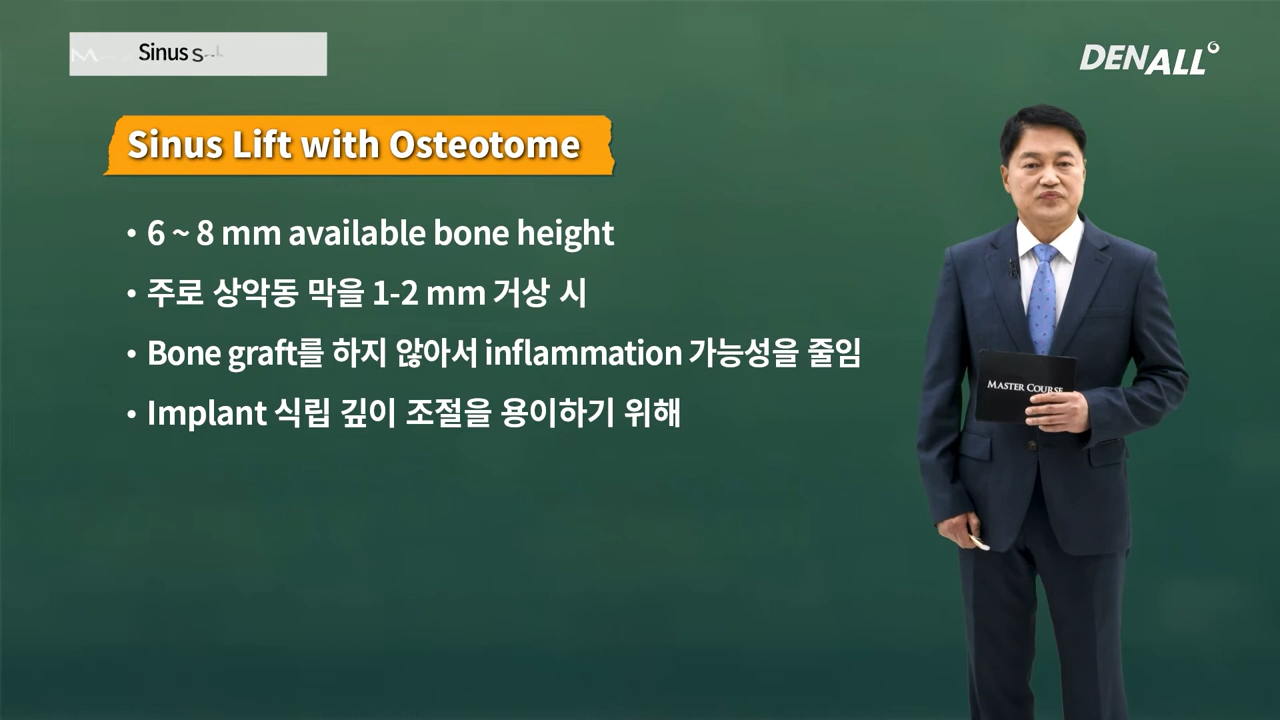 Sinus
DENALL
Sinus Lift with Osteotome
• 6 ~ 8 mm available bone height
• 주로 상악동 막을 1-2 mm 거상 시
• Bone graft를 하지 않아서 inflammation 가능성을 줄임
• Implant 식립 깊이 조절을 용이하기 위해
MASTER COURSE